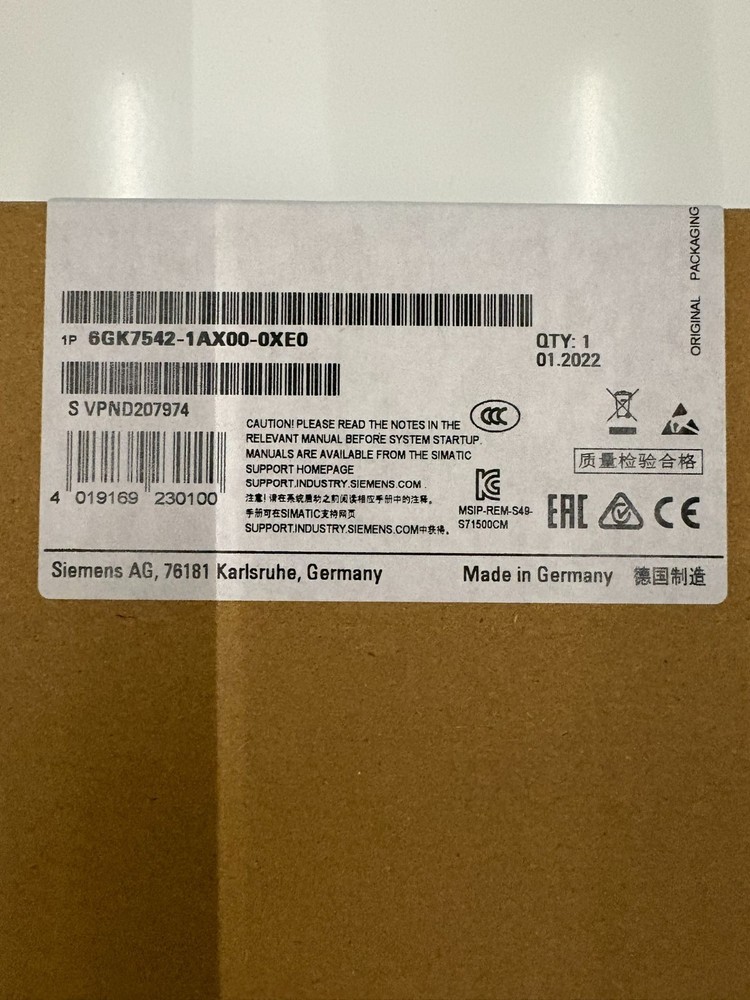 ORIGINAL PACKAGING
1P 6GK7542-1AX00-0XE0
QTY: 1
01.2022
S VPND207974
CAUTION! PLEASE READ THE NOTES IN THE
RELEVANT MANUAL BEFORE SYSTEM STARTUP.
MANUALS ARE AVAILABLE FROM THE SIMATIC
SUPPORT HOMEPAGE
SUPPORT.INDUSTRY.SIEMENS.COM .
注意!请在系统启动之前阅读相应手册中的注释。
手册可在SIMATIC支持网页
SUPPORT.INDUSTRY.SIEMENS.COM中获得。
CCC
质量检验合格
4 019169 230100
MSIP-REM-S49-
S71500CM
EAC
CE
Siemens AG, 76181 Karlsruhe, Germany
Made in Germany 德国制造